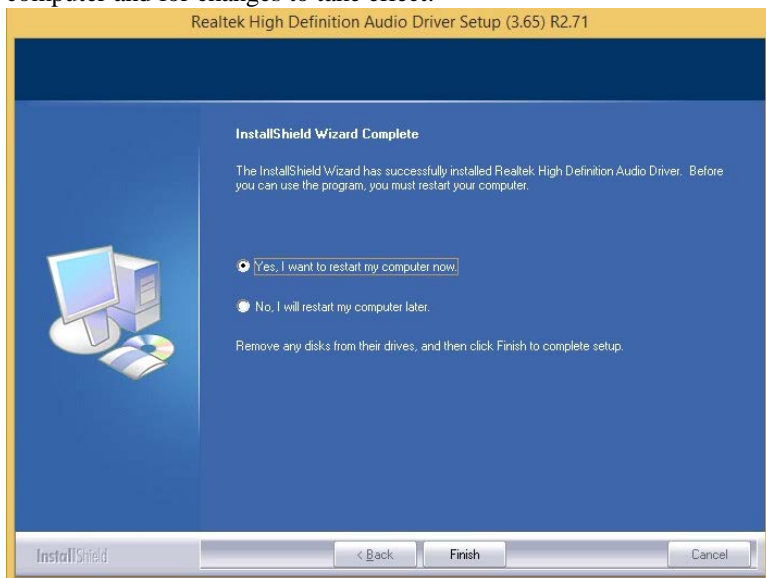 computer and for changes to take effect.
Realtek High Definition Audio Driver Setup (3.65) R2.71
InstallShield Wizard Complete
The InstallShield Wizard has successfully installed Realtek High Definition Audio Driver. Before
you can use the program, you must restart your computer.
Yes, I want to restart my computer now.
No, I will restart my computer later.
Remove any disks from their drives, and then click Finish to complete setup.
InstallShield
< Back
Finish
Cancel